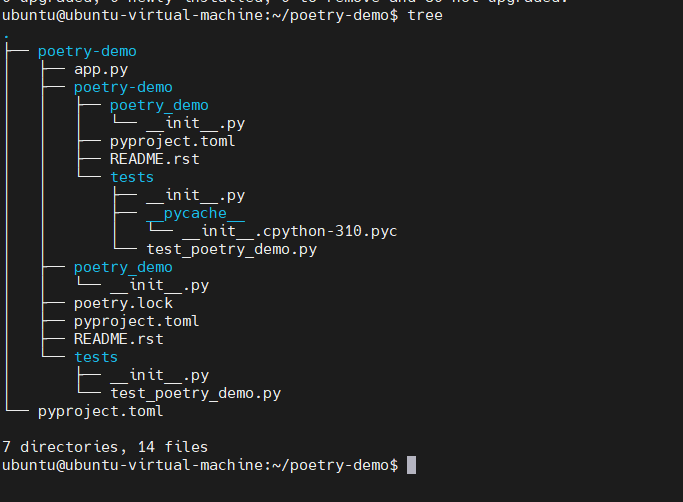 0 upgraded, 0 newly installed, 0 to remove and 89 not upgraded.
ubuntu@ubuntu-virtual-machine:~/poetry-demo$ tree
.
├── poetry-demo
│   ├── app.py
│   ├── poetry-demo
│   │   ├── poetry_demo
│   │   │   └── __init__.py
│   │   ├── pyproject.toml
│   │   ├── README.rst
│   │   └── tests
│   │       ├── __init__.py
│   │       ├── __pycache__
│   │       │   └── __init__.cpython-310.pyc
│   │       └── test_poetry_demo.py
│   ├── poetry_demo
│   │   └── __init__.py
│   ├── poetry.lock
│   ├── pyproject.toml
│   ├── README.rst
│   └── tests
│       ├── __init__.py
│       └── test_poetry_demo.py
└── pyproject.toml
7 directories, 14 files
ubuntu@ubuntu-virtual-machine:~/poetry-demo$